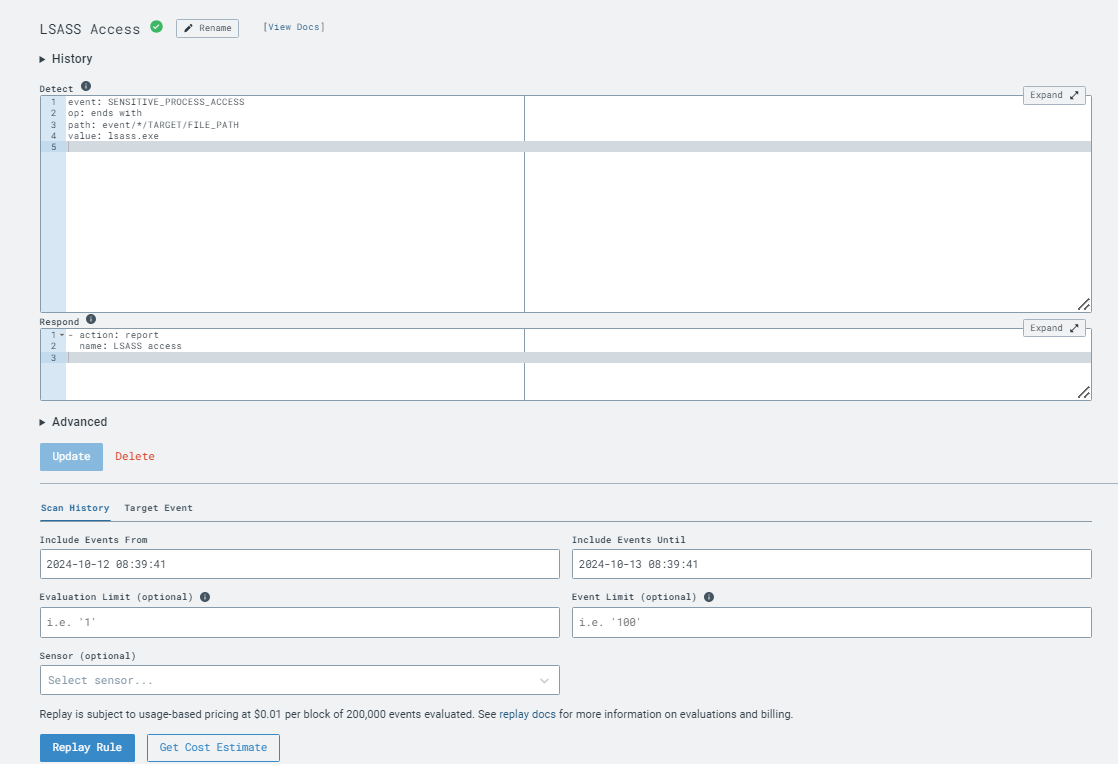 LSASS Access Rename [View Docs]
History
Detect
Expand
1 event: SENSITIVE_PROCESS_ACCESS
2 op: ends with
3 path: event/*/TARGET/FILE_PATH
4 value: lsass.exe
5
Respond
Expand
1 - action: report
2 name: LSASS access
3
Advanced
Update Delete
Scan History Target Event
Include Events From Include Events Until
2024-10-12 08:39:41 2024-10-13 08:39:41
Evaluation Limit (optional) Event Limit (optional)
i.e. '1' i.e. '100'
Sensor (optional)
Select sensor...
Replay is subject to usage-based pricing at $0.01 per block of 200,000 events evaluated. See replay docs for more information on evaluations and billing.
Replay Rule Get Cost Estimate